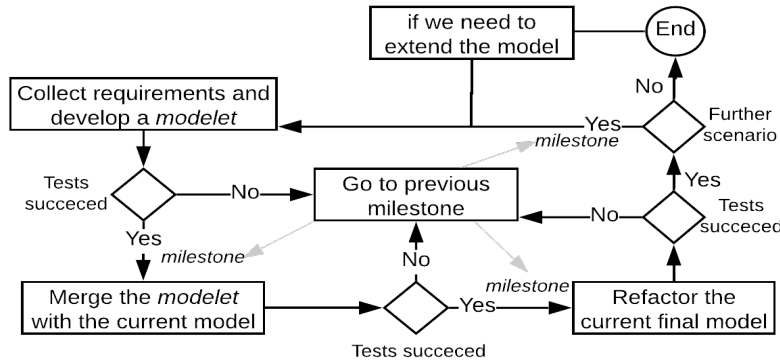 if we need to
extend the model
End
No
Collect requirements and
develop a modelet
Yes
milestone
Further
scenario
Tests
succeced
No
Go to previous
milestone
Yes
No
Tests
succeced
Yes
milestone
No
milestone
Merge the modelet
with the current model
Yes
Refactor the
current final model
Tests succeced